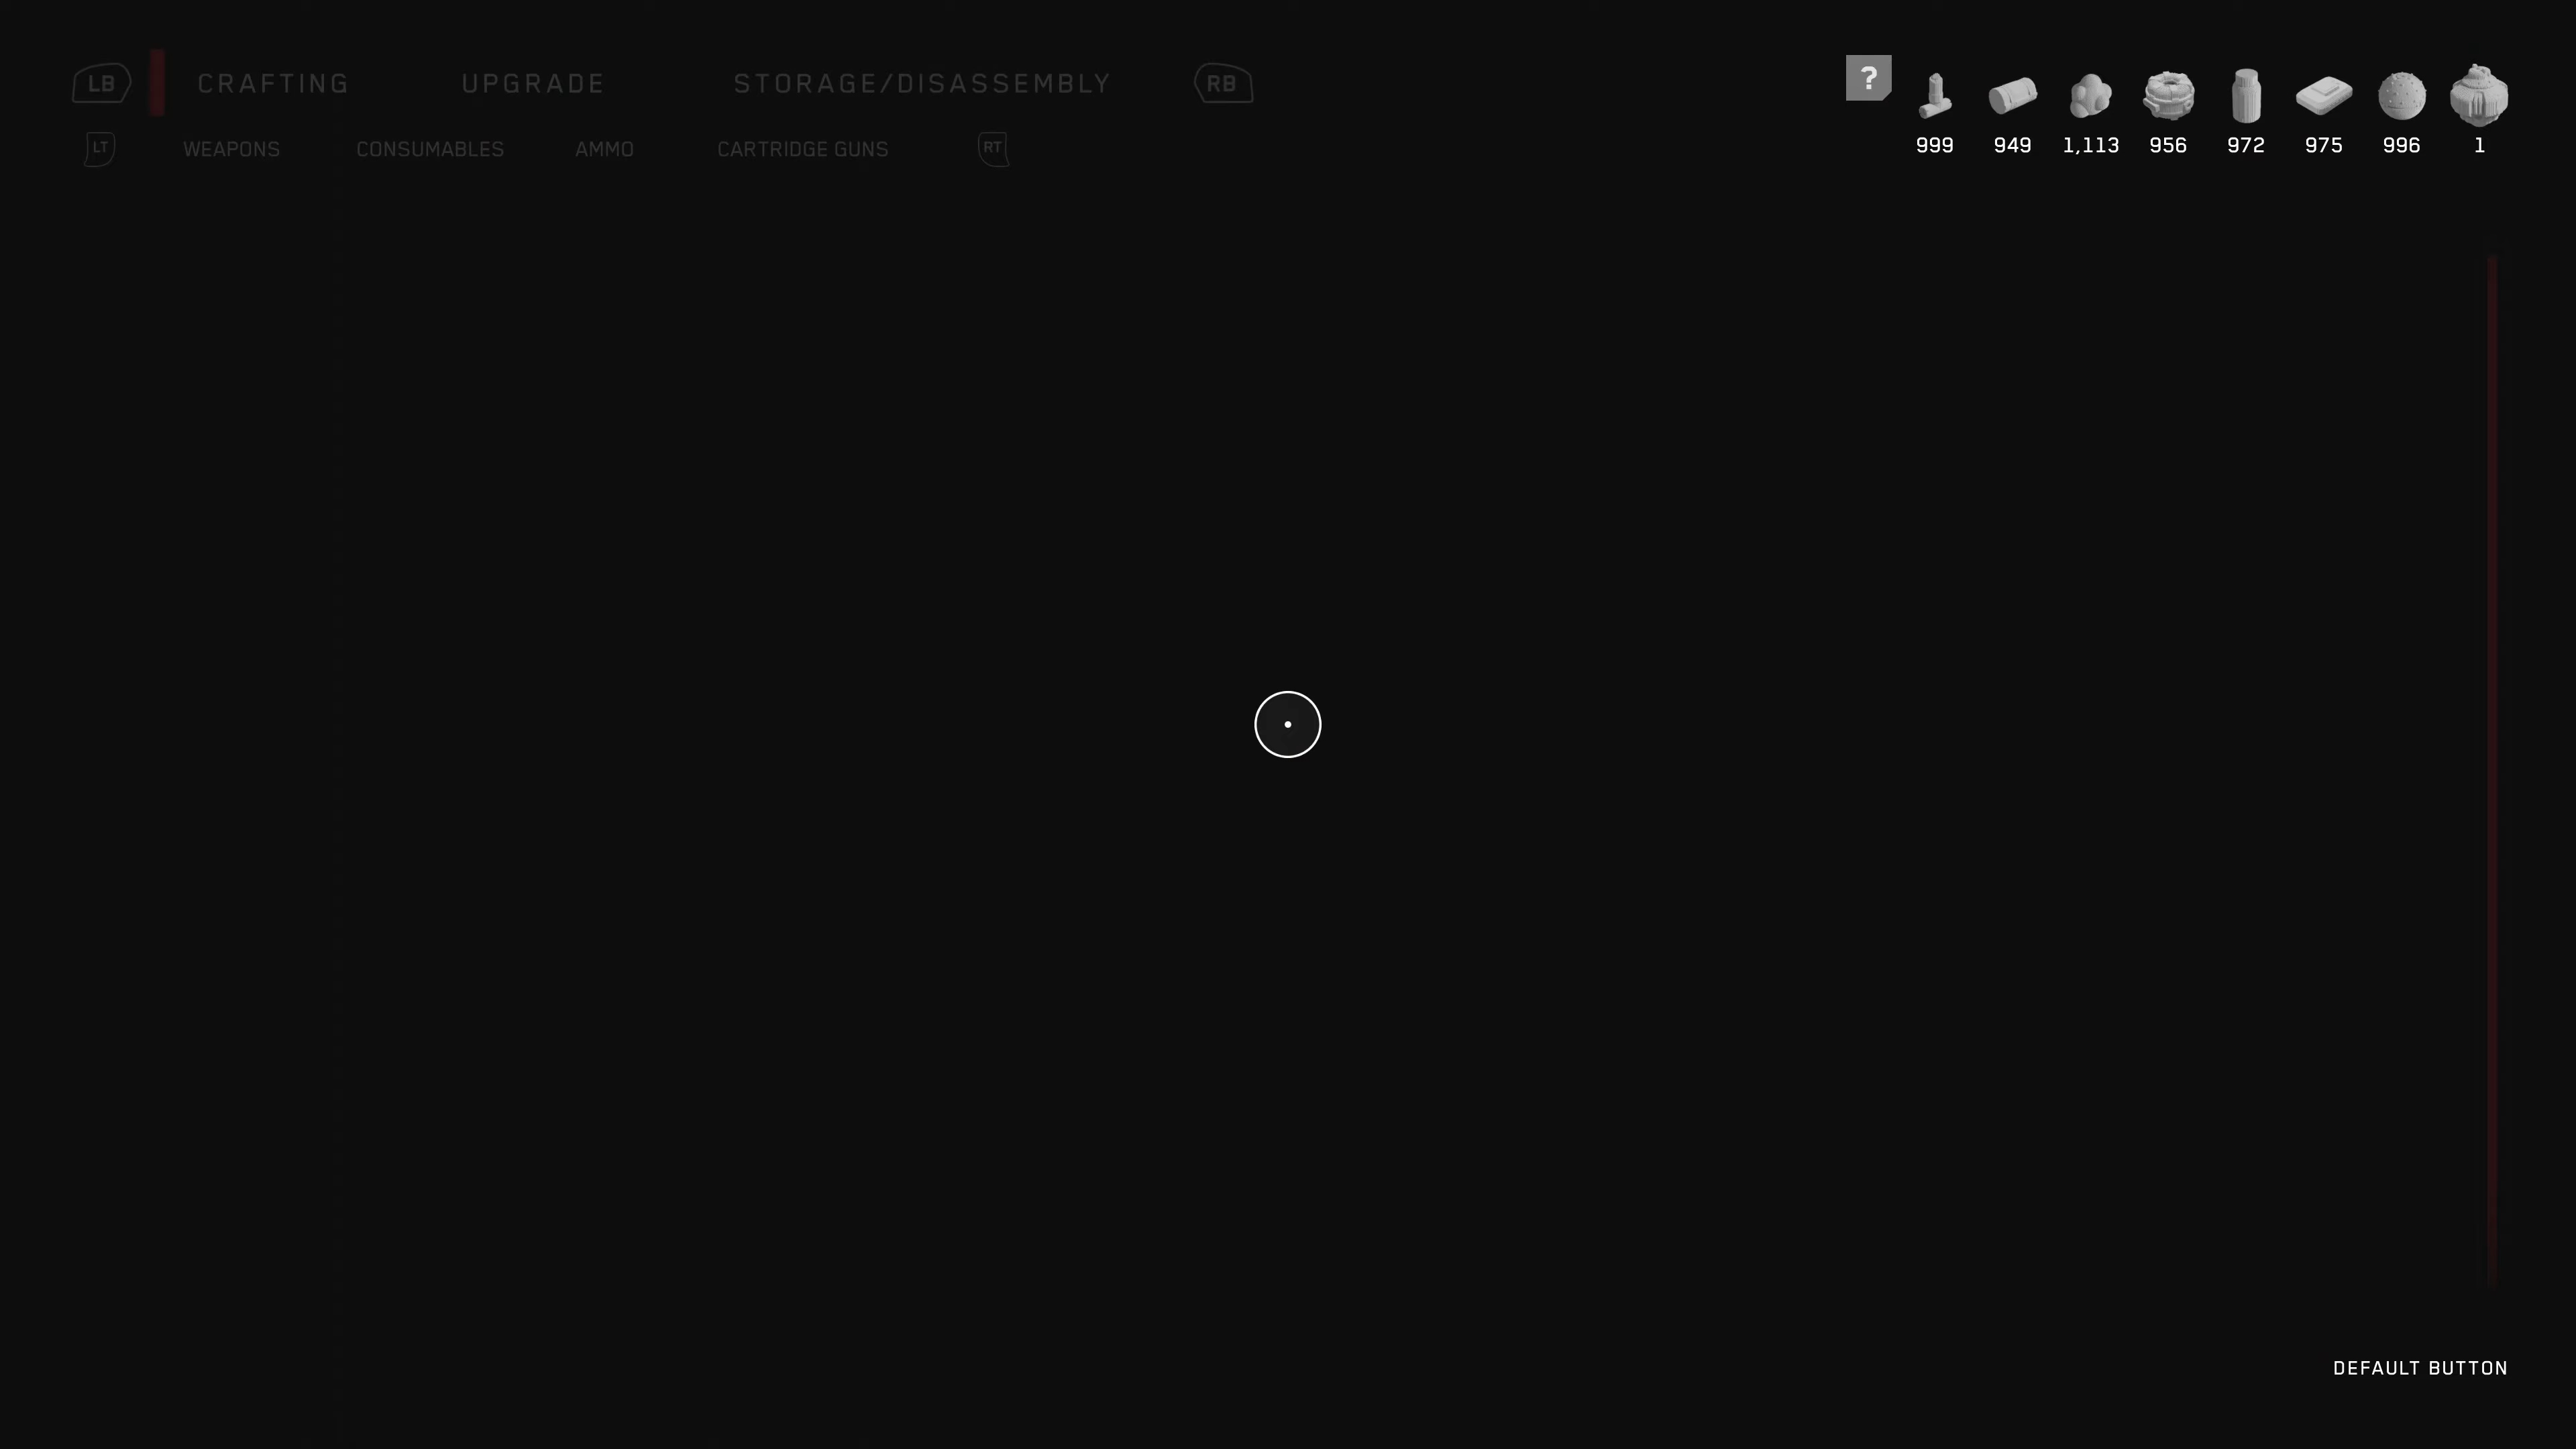 LB CRAFTING UPGRADE STORAGE/DISASSEMBLY RB ?
LT WEAPONS CONSUMABLES AMMO CARTRIDGE GUNS RT 999 949 1,113 956 972 975 996 1
DEFAULT BUTTON